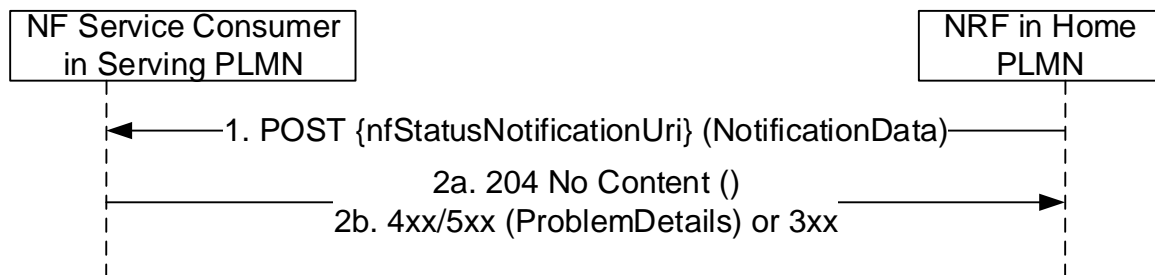 NF Service Consumer
in Serving PLMN
NRF in Home
PLMN
1. POST {nfStatusNotificationUri} (NotificationData)
2a. 204 No Content ()
2b. 4xx/5xx (ProblemDetails) or 3xx